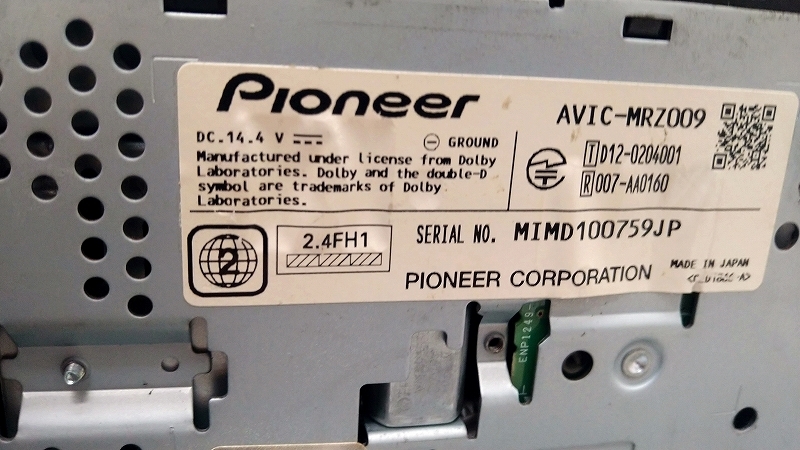 Pioneer
AVIC-MRZ009
DC.14.4 V
GROUND
Manufactured under license from Dolby
Laboratories. Dolby and the double-D
symbol are trademarks of Dolby
Laboratories.
T D12-0204001
R 007-AA0160
2
2.4FH1
SERIAL NO. MIMD100759JP
PIONEER CORPORATION
MADE IN JAPAN
ENP1249-